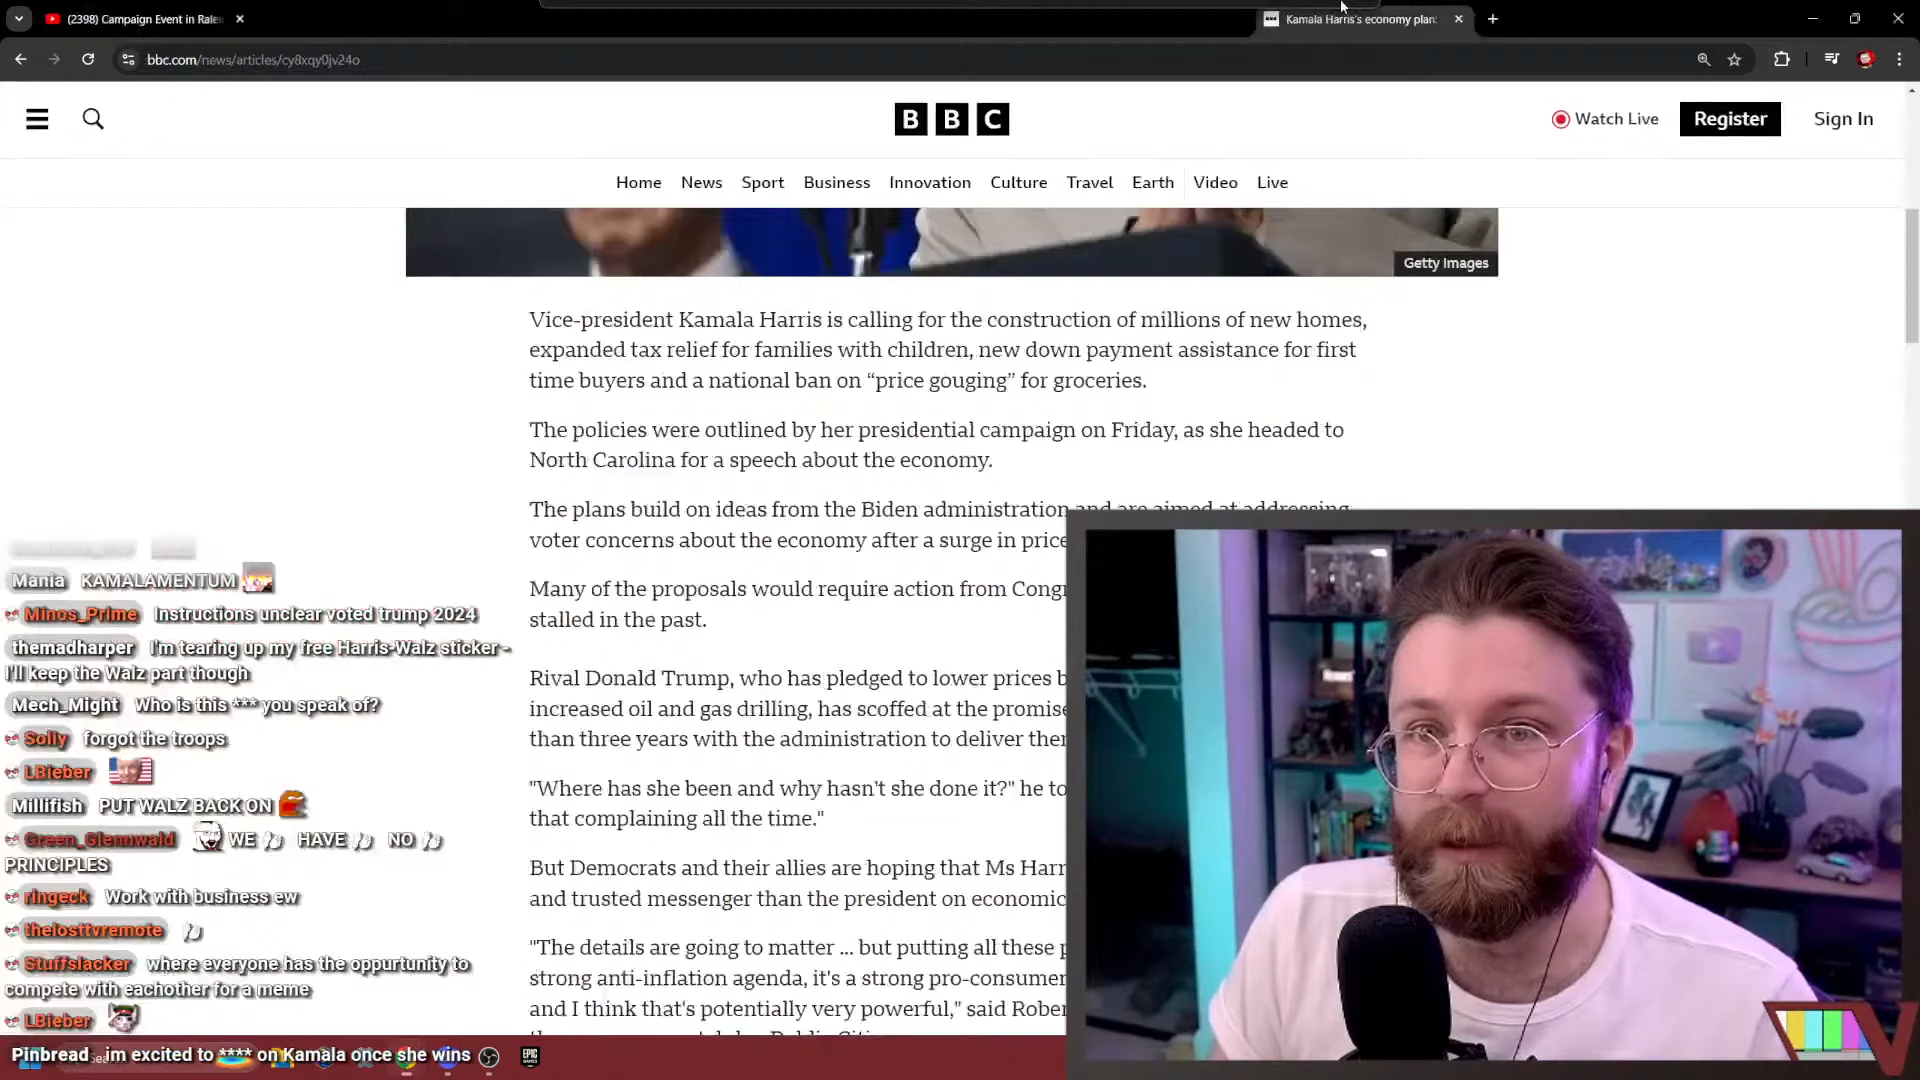 (2398) Campaign Event in Rale
Kamala Harris's economy plan:
bbc.com/news/articles/cy8xqy0jv24o
BBC
Watch Live
Register
Sign In
Home News Sport Business Innovation Culture Travel Earth Video Live
Getty Images
Vice-president Kamala Harris is calling for the construction of millions of new homes,
expanded tax relief for families with children, new down payment assistance for first
time buyers and a national ban on “price gouging” for groceries.
The policies were outlined by her presidential campaign on Friday, as she headed to
North Carolina for a speech about the economy.
The plans build on ideas from the Biden administration and are aimed at addressing
voter concerns about the economy after a surge in price
Many of the proposals would require action from Congr
stalled in the past.
Rival Donald Trump, who has pledged to lower prices b
increased oil and gas drilling, has scoffed at the promise
than three years with the administration to deliver ther
"Where has she been and why hasn't she done it?" he to
that complaining all the time."
But Democrats and their allies are hoping that Ms Harr
and trusted messenger than the president on economic
"The details are going to matter ... but putting all these p
strong anti-inflation agenda, it's a strong pro-consumer
and I think that's potentially very powerful," said Rober
Mania KAMALAMENTUM
Minos_Prime Instructions unclear voted trump 2024
themadharper I'm tearing up my free Harris-Walz sticker -
I'll keep the Walz part though
Mech_Might Who is this *** you speak of?
Solly forgot the troops
LBieber
Millifish PUT WALZ BACK ON
Green_Glennwald WE HAVE NO
PRINCIPLES
ringeck Work with business ew
thelosttvremote
Stuffslacker where everyone has the oppurtunity to
compete with eachother for a meme
LBieber
Pinbread im excited to **** on Kamala once she wins
EPIC
V